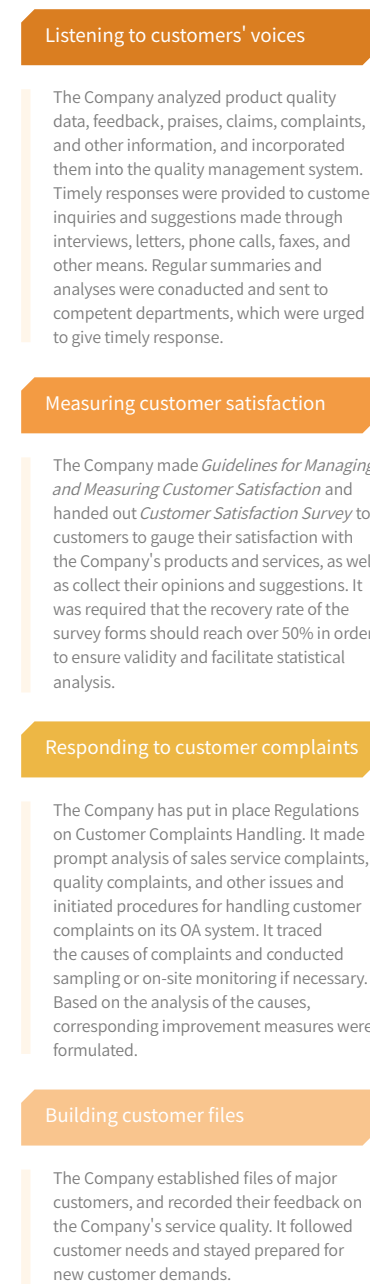 Listening to customers' voices
The Company analyzed product quality
data, feedback, praises, claims, complaints,
and other information, and incorporated
them into the quality management system.
Timely responses were provided to custome
inquiries and suggestions made through
interviews, letters, phone calls, faxes, and
other means. Regular summaries and
analyses were conaducted and sent to
competent departments, which were urged
to give timely response.
Measuring customer satisfaction
The Company made Guidelines for Managing
and Measuring Customer Satisfaction and
handed out Customer Satisfaction Survey to
customers to gauge their satisfaction with
the Company's products and services, as well
as collect their opinions and suggestions. It
was required that the recovery rate of the
survey forms should reach over 50% in order
to ensure validity and facilitate statistical
analysis.
Responding to customer complaints
The Company has put in place Regulations
on Customer Complaints Handling. It made
prompt analysis of sales service complaints,
quality complaints, and other issues and
initiated procedures for handling customer
complaints on its OA system. It traced
the causes of complaints and conducted
sampling or on-site monitoring if necessary.
Based on the analysis of the causes,
corresponding improvement measures were
formulated.
Building customer files
The Company established files of major
customers, and recorded their feedback on
the Company's service quality. It followed
customer needs and stayed prepared for
new customer demands.